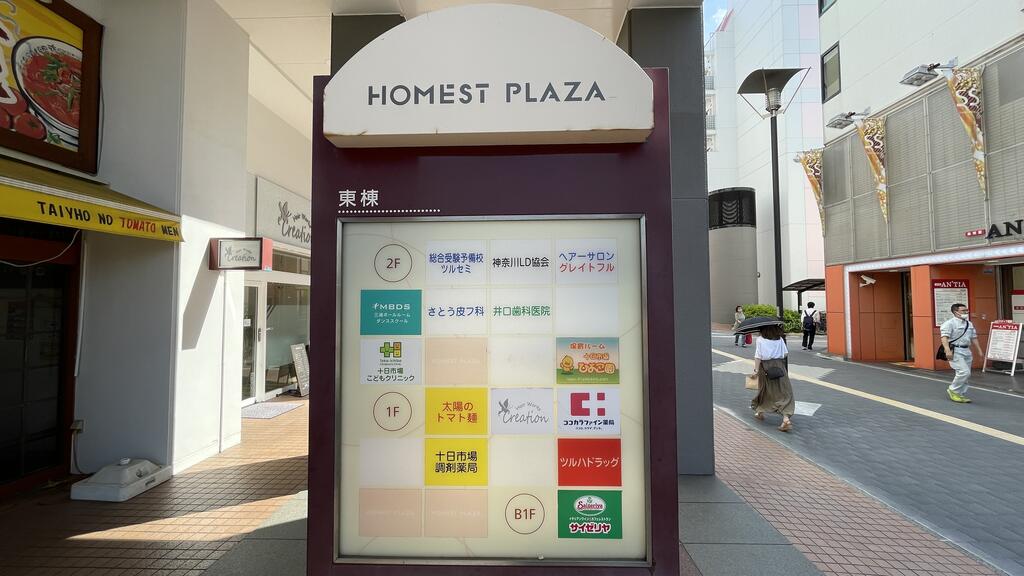 HOMEST PLAZA
東棟
2F
総合受験予備校
ツルセミ
神奈川LD協会
ヘアーサロン
グレイトフル
MBDS
三浦ボールルーム
ダンススクール
さとう皮フ科
井口歯科医院
十日市場
こどもクリニック
HOMEST PLAZA
保育ルーム
十日市場
ひよこ園
1F
太陽の
トマト麺
Hair Works
Creation
ココカラファイン薬局
十日市場
調剤薬局
ツルハドラッグ
HOMEST PLAZA
HOMEST PLAZA
B1F
Saizeriya
サイゼリヤ
TAIYHO NO TOMATO MEN
Creation
Hair Works
Creation
AN
AN'TIA
AN'TIA